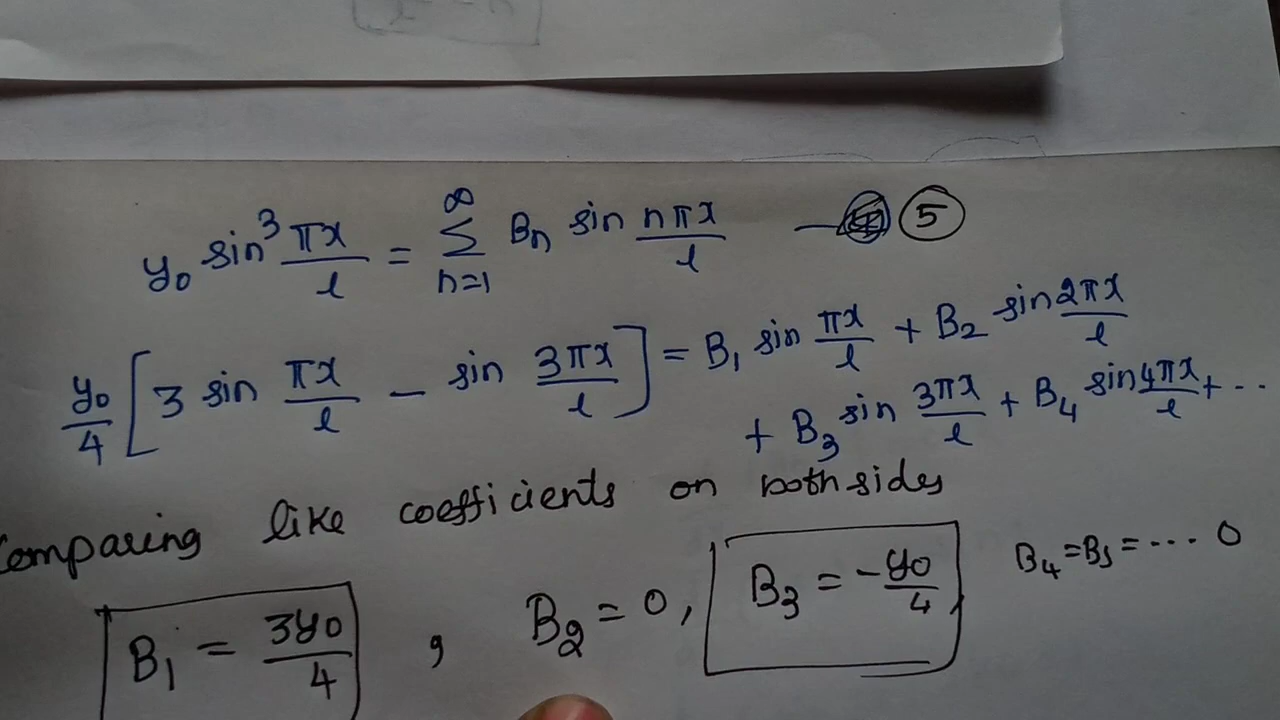 y₀ sin³ πx/l = ∑_{n=1}^{∞} Bₙ sin nπx/l — ⑤
y₀/4 [3 sin πx/l − sin 3πx/l] = B₁ sin πx/l + B₂ sin 2πx/l
+ B₃ sin 3πx/l + B₄ sin 4πx/l + ...
Comparing like coefficients on both sides
B₁ = 3y₀/4 , B₂ = 0, B₃ = −y₀/4 B₄ = B₅ = ... 0